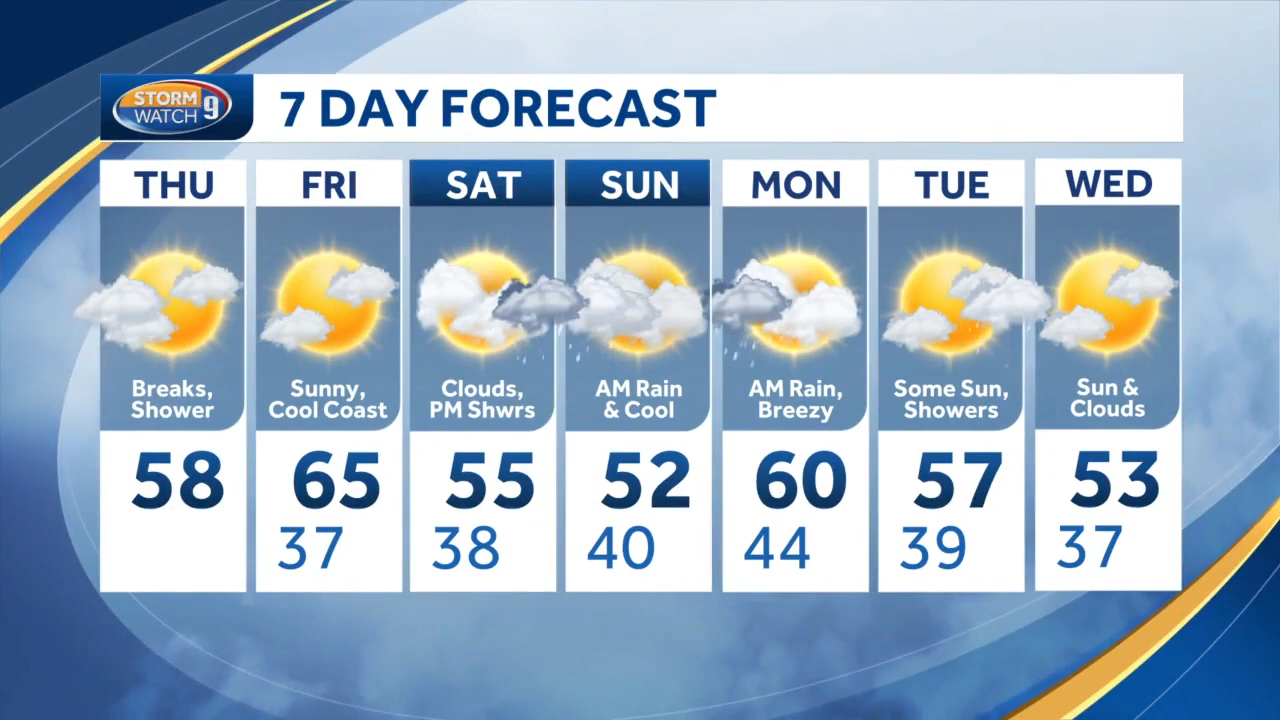 STORM
WATCH 9
7 DAY FORECAST
THU
FRI
SAT
SUN
MON
TUE
WED
Breaks,
Shower
Sunny,
Cool Coast
Clouds,
PM Shwrs
AM Rain
& Cool
AM Rain,
Breezy
Some Sun,
Showers
Sun &
Clouds
58
65
55
52
60
57
53
37
38
40
44
39
37